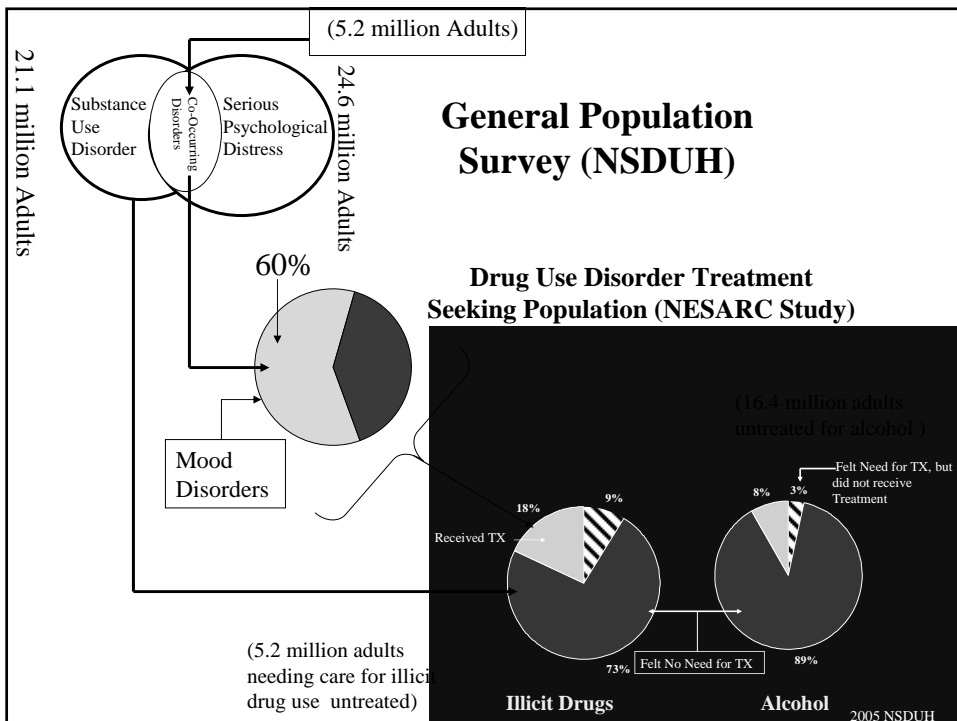 (5.2 million Adults)
21.1 million Adults
Substance
Use
Disorder
Co-Occurring
Disorders
Serious
Psychological
Distress
24.6 million Adults
General Population
Survey (NSDUH)
60%
Mood
Disorders
Drug Use Disorder Treatment
Seeking Population (NESARC Study)
(16.4 million adults
untreated for alcohol )
Felt Need for TX, but
did not receive
Treatment
18%
9%
8%
3%
Received TX
Felt No Need for TX
73%
89%
(5.2 million adults
needing care for illicit
drug use untreated)
Illicit Drugs
Alcohol
2005 NSDUH